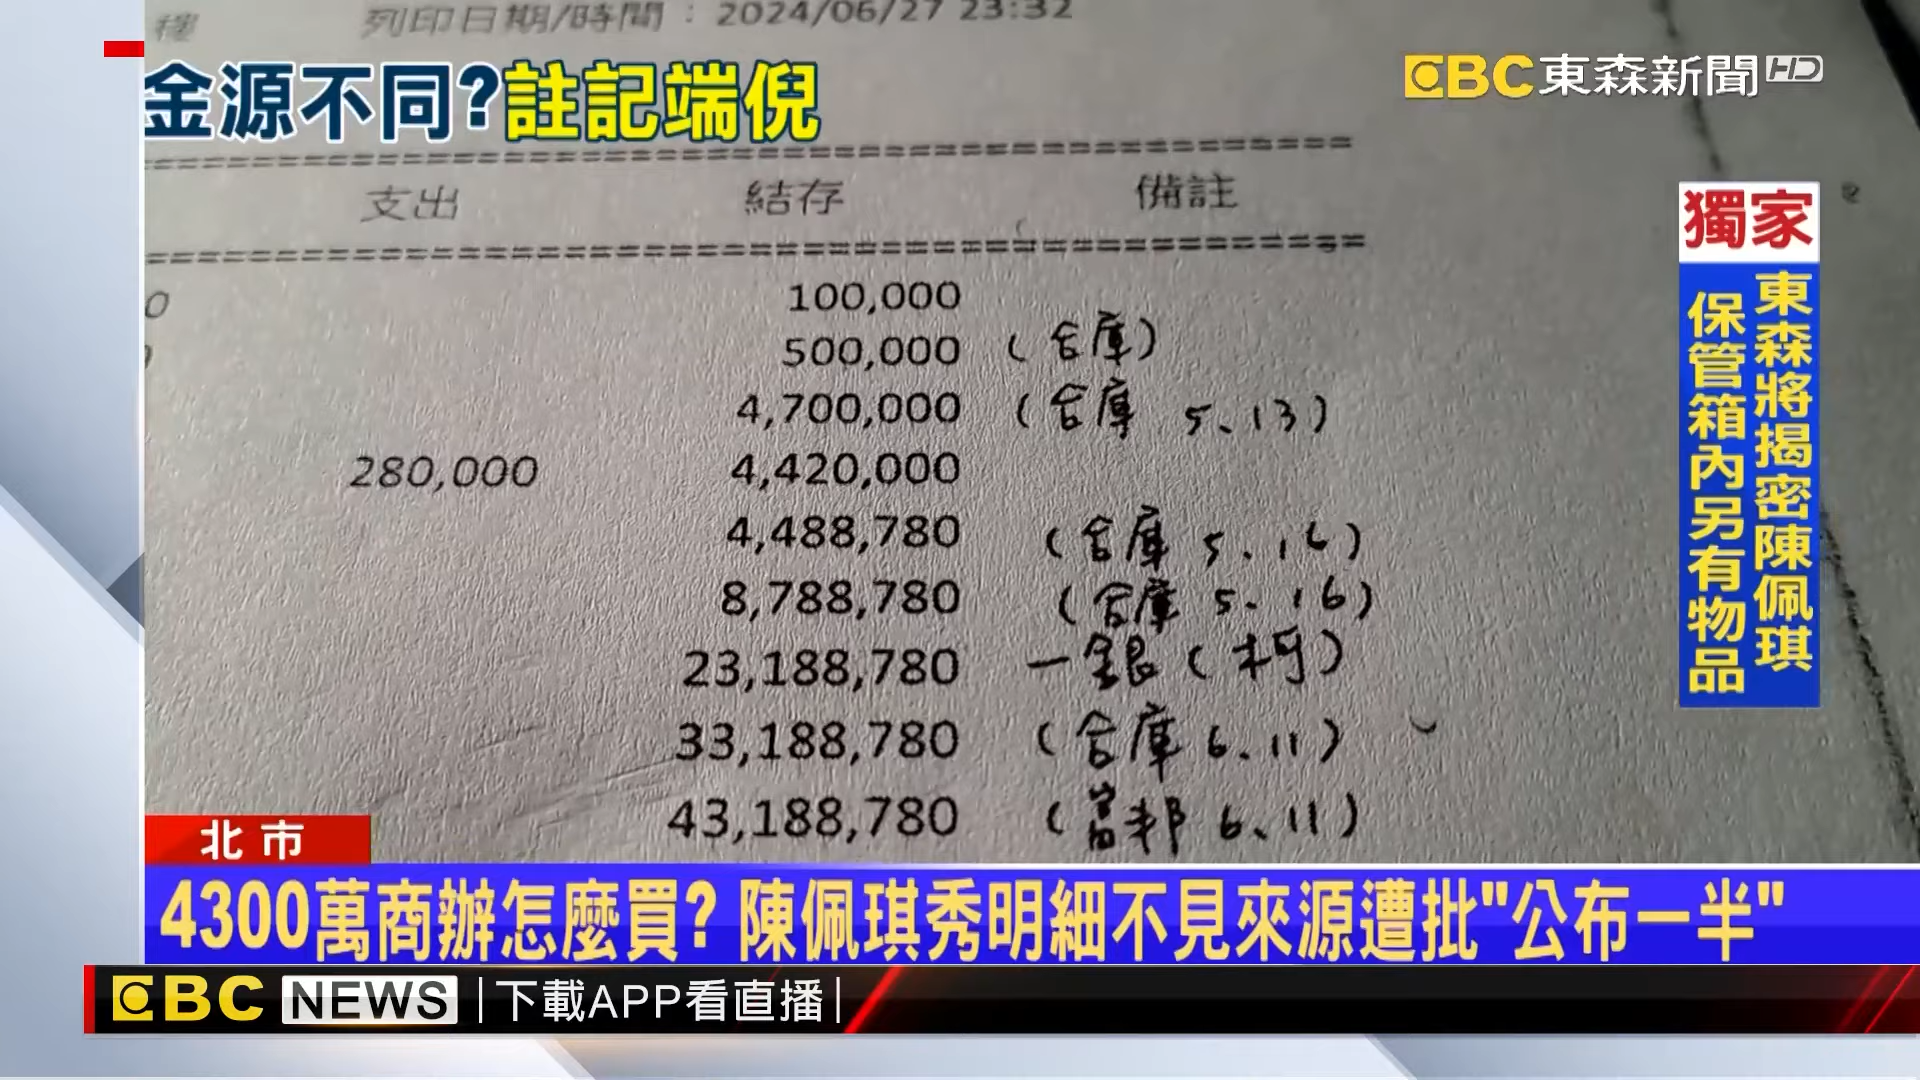 樓 列印日期/時間：2024/06/27 23:32
金源不同?註記端倪
EBC東森新聞HD
支出 結存 備註
100,000
500,000 (合庫)
4,700,000 (合庫 5、13)
280,000 4,420,000
4,488,780 (合庫 5、16)
8,788,780 (合庫 5、16)
23,188,780 一銀(柯)
33,188,780 (合庫 6、11)
43,188,780 (富邦 6、11)
獨家
東森將揭密陳佩琪
保管箱內另有物品
北市
4300萬商辦怎麼買? 陳佩琪秀明細不見來源遭批"公布一半"
EBC NEWS |下載APP看直播|